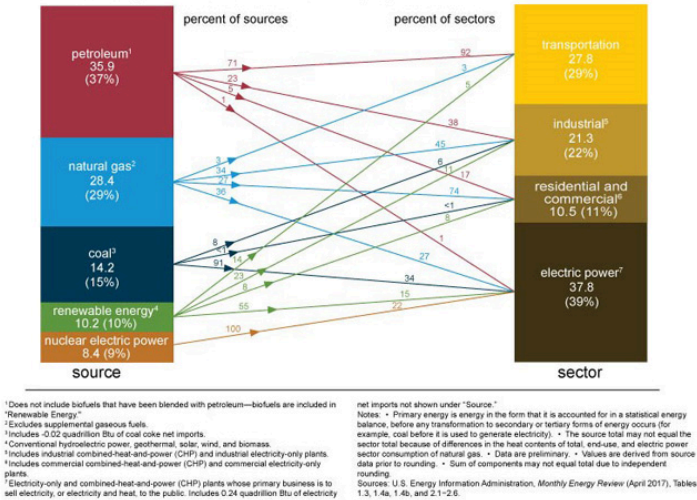 percent of sources
percent of sectors
petroleum¹
35.9
(37%)
natural gas²
28.4
(29%)
coal³
14.2
(15%)
renewable energy⁴
10.2 (10%)
nuclear electric power
8.4 (9%)
source
71
23
5
1
3
34
27
36
8
<1
91
14
23
8
55
100
92
3
5
38
45
6
11
17
74
<1
8
1
27
34
15
22
transportation
27.8
(29%)
industrial⁵
21.3
(22%)
residential and
commercial⁶
10.5 (11%)
electric power⁷
37.8
(39%)
sector
¹ Does not include biofuels that have been blended with petroleum—biofuels are included in
"Renewable Energy."
² Excludes supplemental gaseous fuels.
³ Includes -0.02 quadrillion Btu of coal coke net imports.
⁴ Conventional hydroelectric power, geothermal, solar, wind, and biomass.
⁵ Includes industrial combined-heat-and-power (CHP) and industrial electricity-only plants.
⁶ Includes commercial combined-heat-and-power (CHP) and commercial electricity-only
plants.
⁷ Electricity-only and combined-heat-and-power (CHP) plants whose primary business is to
sell electricity, or electricity and heat, to the public. Includes 0.24 quadrillion Btu of electricity
net imports not shown under "Source."
Notes: • Primary energy is energy in the form that it is accounted for in a statistical energy
balance, before any transformation to secondary or tertiary forms of energy occurs (for
example, coal before it is used to generate electricity). • The source total may not equal the
sector total because of differences in the heat contents of total, end-use, and electric power
sector consumption of natural gas. • Data are preliminary. • Values are derived from source
data prior to rounding. • Sum of components may not equal total due to independent
rounding.
Sources: U.S. Energy Information Administration, Monthly Energy Review (April 2017), Tables
1.3, 1.4a, 1.4b, and 2.1-2.6.